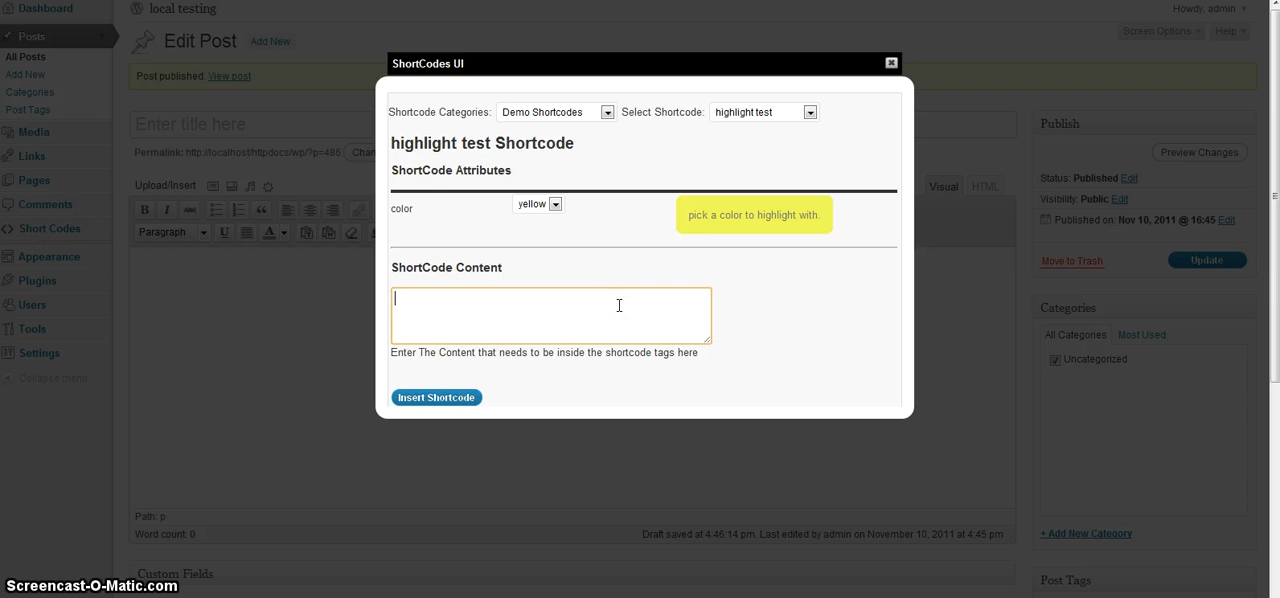 Dashboard
local testing
Howdy, admin
Posts
Edit Post
Add New
Screen Options
Help
ShortCodes UI
All Posts
Add New
Categories
Post Tags
Media
Links
Pages
Comments
Short Codes
Appearance
Plugins
Users
Tools
Settings
Collapse menu
Post published. View post
Enter title here
Permalink: http://localhost/httpdocs/wp/?p=486
Upload/Insert
Visual
HTML
B I ABC
Paragraph U A
Shortcode Categories: Demo Shortcodes Select Shortcode: highlight test
highlight test Shortcode
ShortCode Attributes
color yellow pick a color to highlight with.
ShortCode Content
Enter The Content that needs to be inside the shortcode tags here
Insert Shortcode
Path: p
Word count: 0
Draft saved at 4:46:14 pm. Last edited by admin on November 10, 2011 at 4:45 pm
Custom Fields
Publish
Preview Changes
Status: Published Edit
Visibility: Public Edit
Published on: Nov 10, 2011 @ 16:45 Edit
Move to Trash
Update
Categories
All Categories
Most Used
Uncategorized
+ Add New Category
Post Tags
Screencast-O-Matic.com